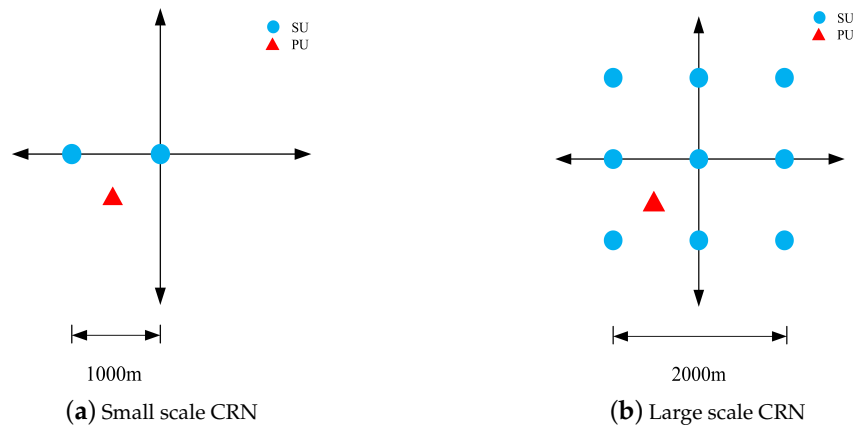 SU
PU
1000m
(a) Small scale CRN
SU
PU
2000m
(b) Large scale CRN